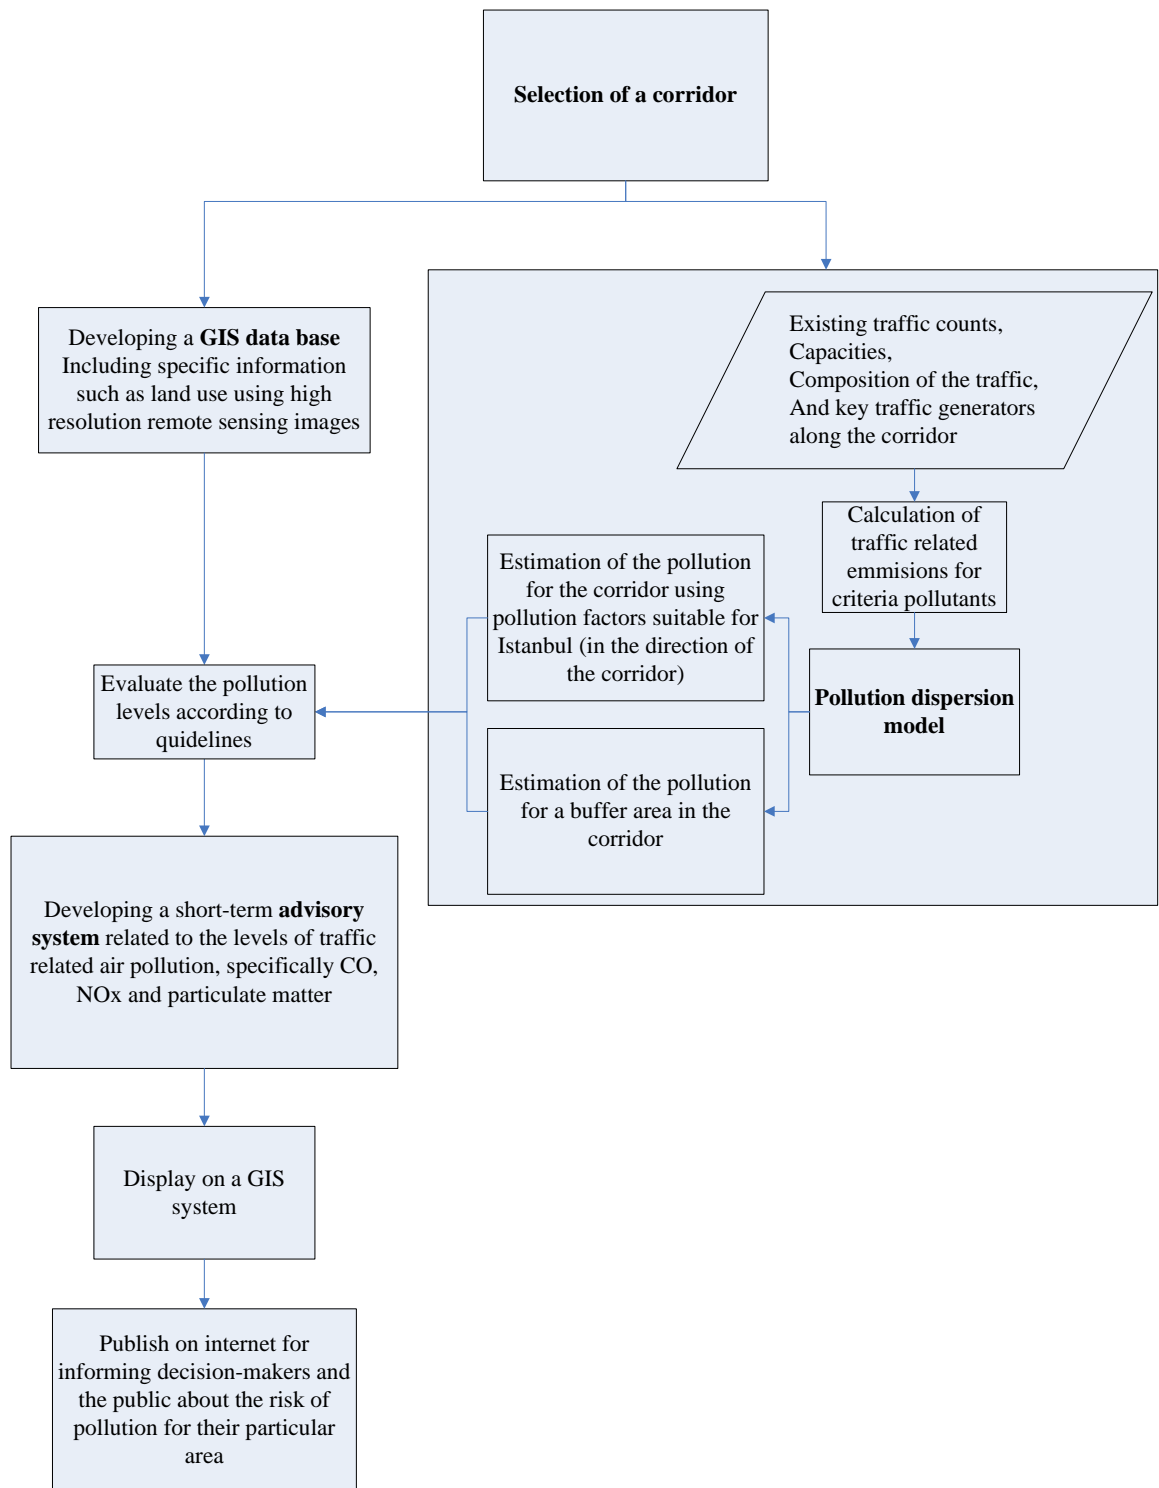 Selection of a corridor
Developing a GIS data base
Including specific information
such as land use using high
resolution remote sensing images
Existing traffic counts,
Capacities,
Composition of the traffic,
And key traffic generators
along the corridor
Calculation of
traffic related
emmisions for
criteria pollutants
Estimation of the pollution
for the corridor using
pollution factors suitable for
Istanbul (in the direction of
the corridor)
Pollution dispersion
model
Evaluate the pollution
levels according to
quidelines
Estimation of the pollution
for a buffer area in the
corridor
Developing a short-term advisory
system related to the levels of traffic
related air pollution, specifically CO,
NOx and particulate matter
Display on a GIS
system
Publish on internet for
informing decision-makers and
the public about the risk of
pollution for their particular
area